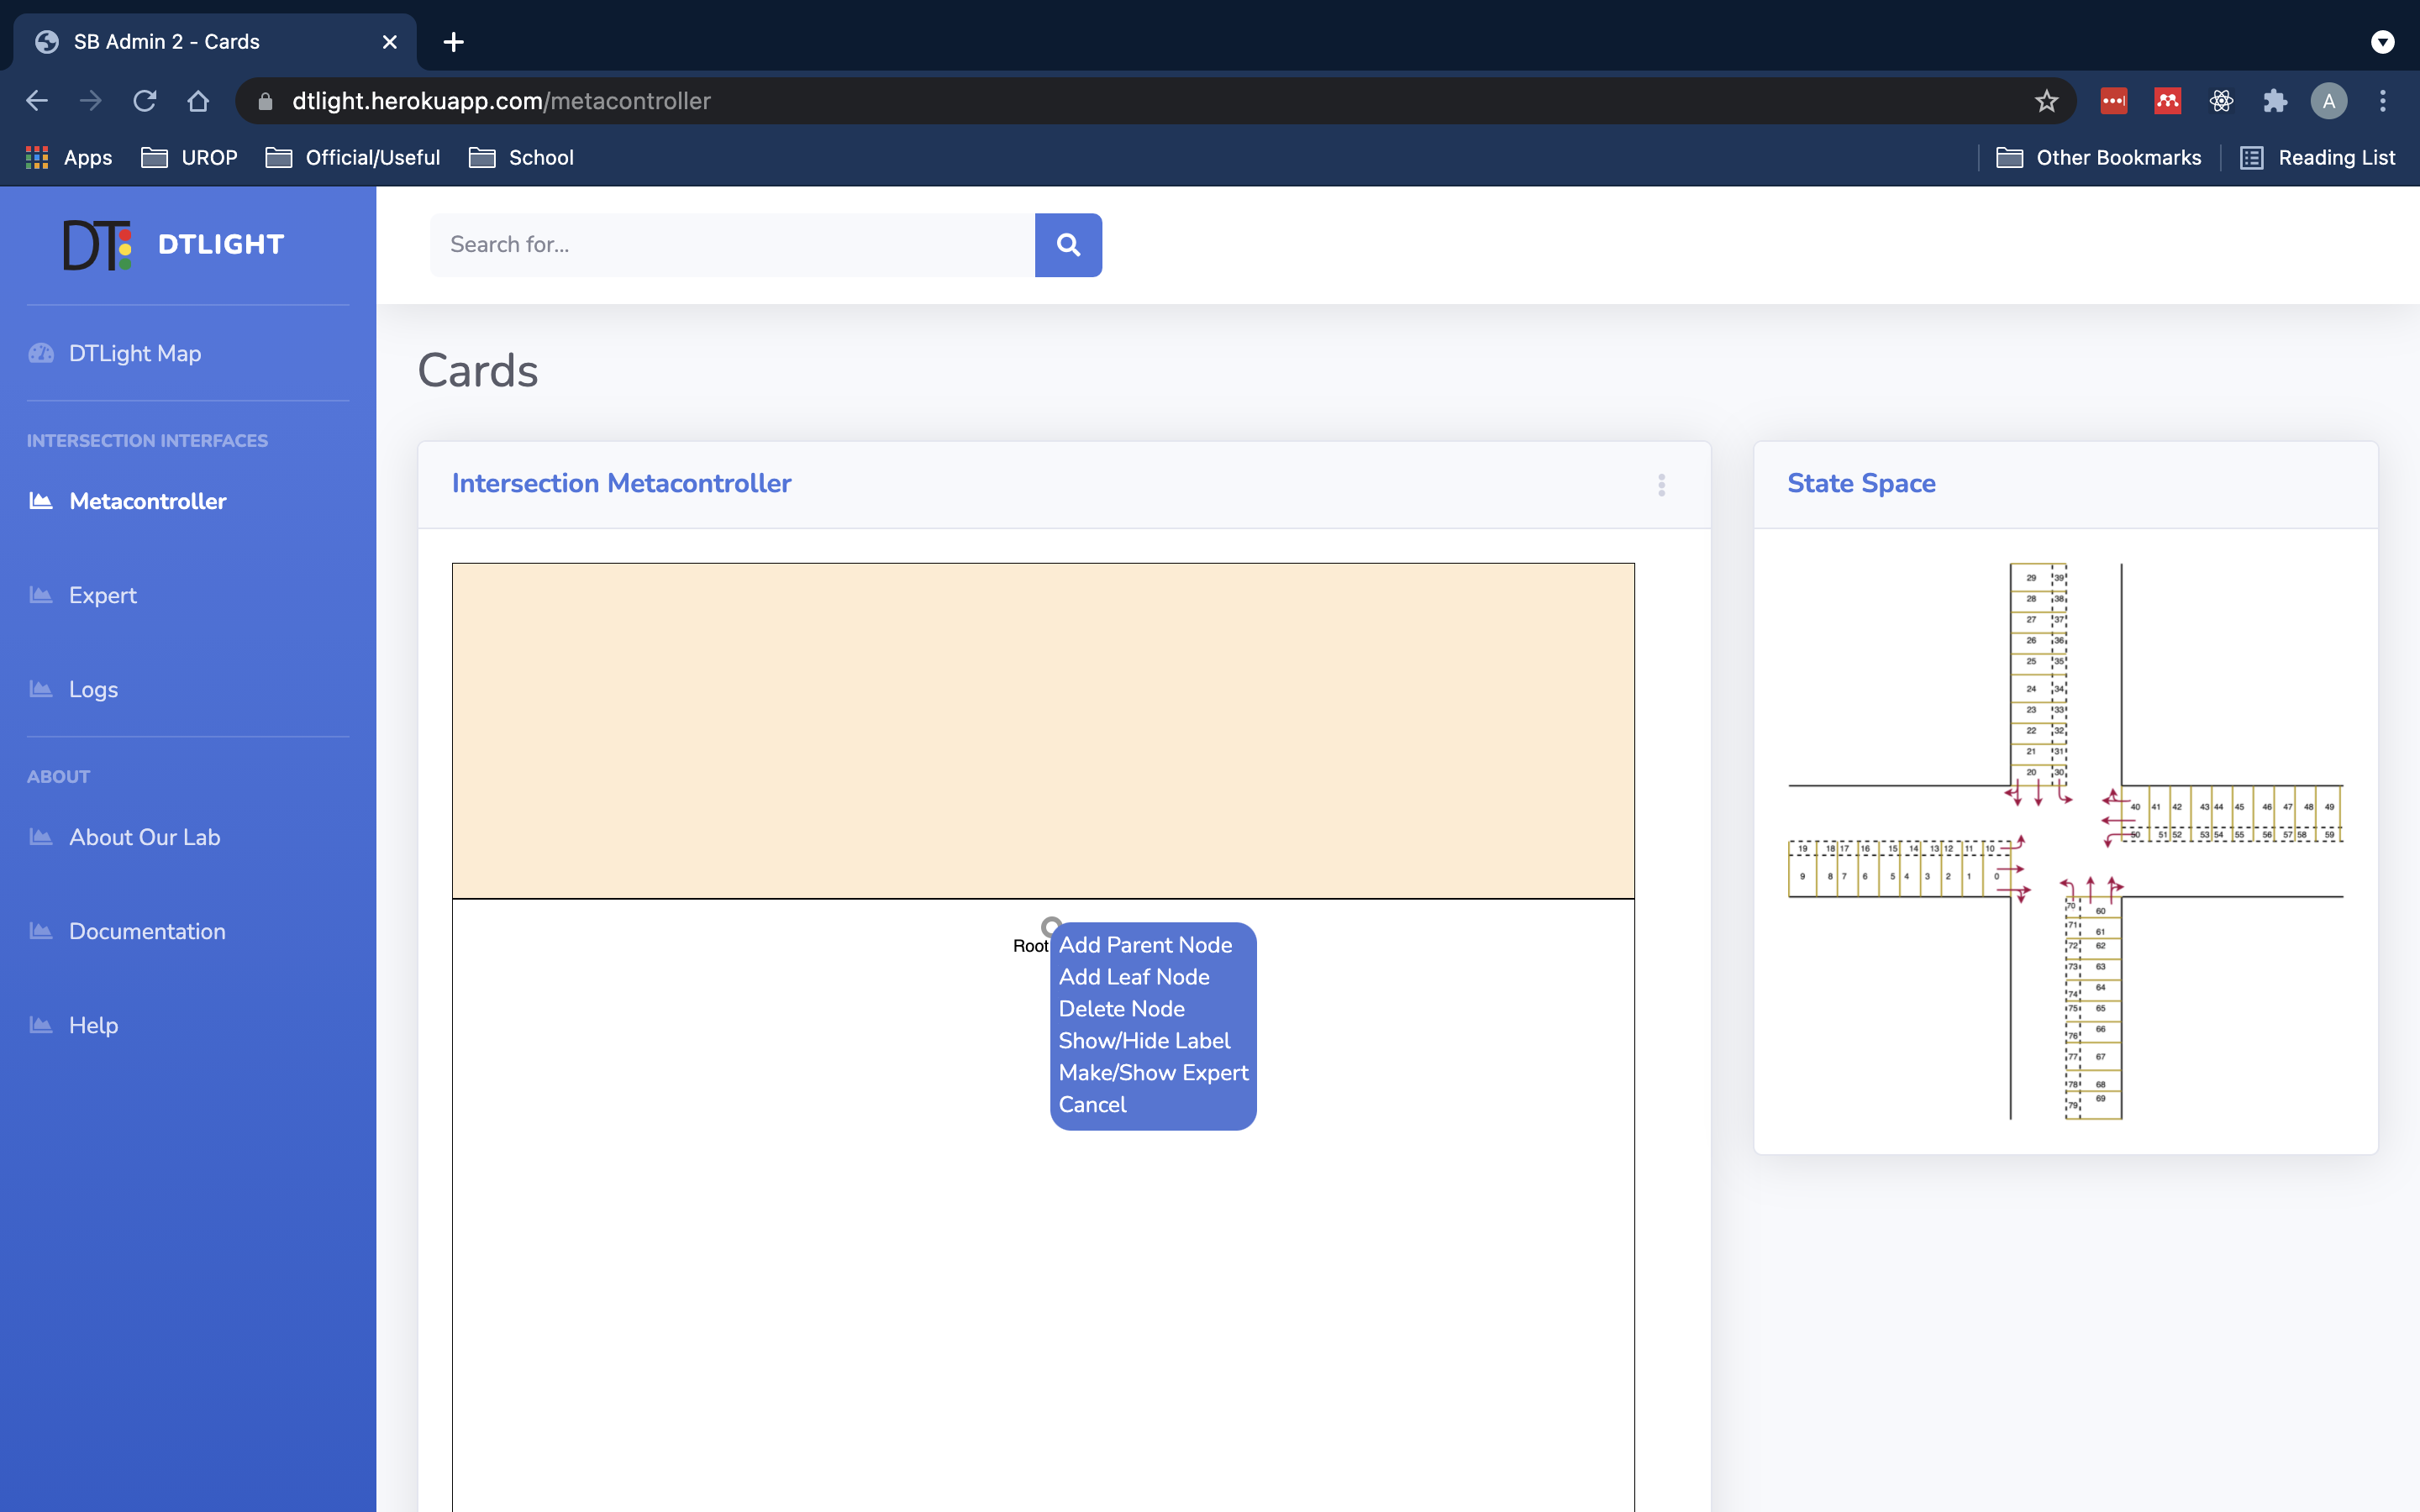 SB Admin 2 - Cards
dtlight.herokuapp.com/metacontroller
A
Apps
UROP
Official/Useful
School
Other Bookmarks
Reading List
DT
DTLIGHT
Search for...
DTLight Map
Cards
INTERSECTION INTERFACES
Metacontroller
Expert
Logs
ABOUT
About Our Lab
Documentation
Help
Intersection Metacontroller
Root
Add Parent Node
Add Leaf Node
Delete Node
Show/Hide Label
Make/Show Expert
Cancel
State Space
29 39
28 38
27 37
26 36
25 35
24 34
23 33
22 32
21 31
20 30
40 41 42 43 44 45 46 47 48 49
50 51 52 53 54 55 56 57 58 59
19 18 17 16 15 14 13 12 11 10
9 8 7 6 5 4 3 2 1 0
70 60
71 61
72 62
73 63
74 64
75 65
76 66
77 67
78 68
79 69